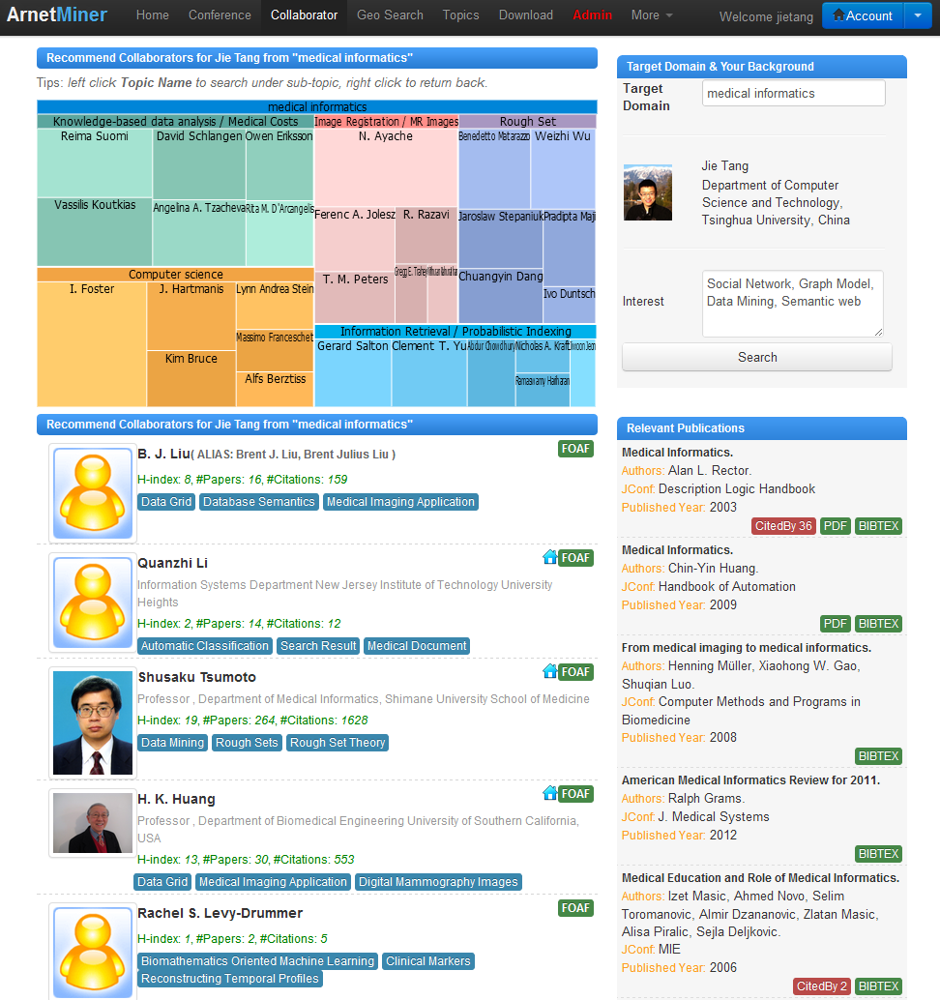 ArnetMiner Home Conference Collaborator Geo Search Topics Download Admin More Welcome jietang Account
Recommend Collaborators for Jie Tang from "medical informatics"
Tips: left click Topic Name to search under sub-topic, right click to return back.
medical informatics
Knowledge-based data analysis / Medical Costs
Reima Suomi
David Schlangen
Owen Eriksson
Vassilis Koutkias
Angelina A. Tzacheva
Rita M. D'Arcangelis
Image Registration / MR Images
N. Ayache
Ferenc A. Jolesz
R. Razavi
T. M. Peters
Gregg E. Trahey
Rough Set
Benedetto Matarazzo
Weizhi Wu
Jaroslaw Stepaniuk
Pradipta Maji
Chuangyin Dang
Ivo Duntsch
Computer science
I. Foster
J. Hartmanis
Lynn Andrea Stein
Massimo Franceschet
Kim Bruce
Alfs Berztiss
Information Retrieval / Probabilistic Indexing
Gerard Salton
Clement T. Yu
Abdur Chowdhury
Nicholas A. Kraft
Jiwoon Jeon
Ramaswamy Hariharan
Recommend Collaborators for Jie Tang from "medical informatics"
B. J. Liu( ALIAS: Brent J. Liu, Brent Julius Liu )
FOAF
H-index: 8, #Papers: 16, #Citations: 159
Data Grid Database Semantics Medical Imaging Application
Quanzhi Li
FOAF
Information Systems Department New Jersey Institute of Technology University
Heights
H-index: 2, #Papers: 14, #Citations: 12
Automatic Classification Search Result Medical Document
Shusaku Tsumoto
FOAF
Professor , Department of Medical Informatics, Shimane University School of Medicine
H-index: 19, #Papers: 264, #Citations: 1628
Data Mining Rough Sets Rough Set Theory
H. K. Huang
FOAF
Professor , Department of Biomedical Engineering University of Southern California,
USA
H-index: 13, #Papers: 30, #Citations: 553
Data Grid Medical Imaging Application Digital Mammography Images
Rachel S. Levy-Drummer
FOAF
H-index: 1, #Papers: 2, #Citations: 5
Biomathematics Oriented Machine Learning Clinical Markers
Reconstructing Temporal Profiles
Target Domain & Your Background
Target
Domain
medical informatics
Jie Tang
Department of Computer
Science and Technology,
Tsinghua University, China
Interest
Social Network, Graph Model,
Data Mining, Semantic web
Search
Relevant Publications
Medical Informatics.
Authors: Alan L. Rector.
JConf: Description Logic Handbook
Published Year: 2003
CitedBy 36 PDF BIBTEX
Medical Informatics.
Authors: Chin-Yin Huang.
JConf: Handbook of Automation
Published Year: 2009
PDF BIBTEX
From medical imaging to medical informatics.
Authors: Henning Müller, Xiaohong W. Gao,
Shuqian Luo.
JConf: Computer Methods and Programs in
Biomedicine
Published Year: 2008
BIBTEX
American Medical Informatics Review for 2011.
Authors: Ralph Grams.
JConf: J. Medical Systems
Published Year: 2012
BIBTEX
Medical Education and Role of Medical Informatics.
Authors: Izet Masic, Ahmed Novo, Selim
Toromanovic, Almir Dzananovic, Zlatan Masic,
Alisa Piralic, Sejla Deljkovic.
JConf: MIE
Published Year: 2006
CitedBy 2 BIBTEX